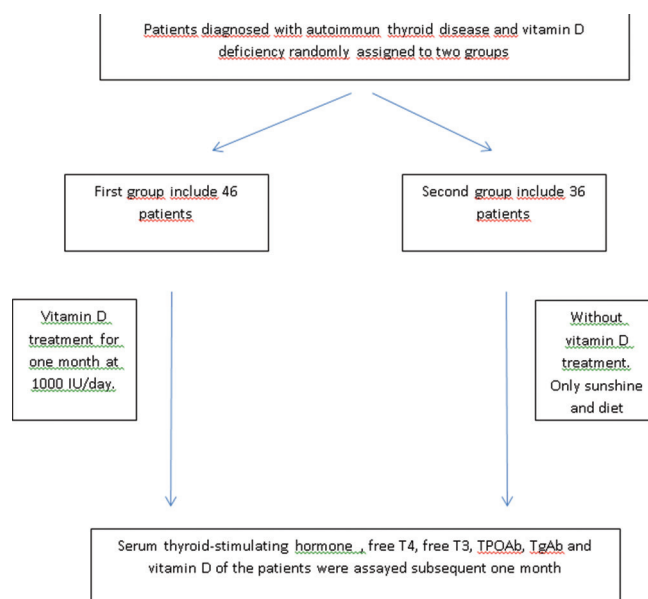 Patients diagnosed with autoimmun thyroid disease and vitamin D
deficiency randomly assigned to two groups
First group include 46
patients
Second group include 36
patients
Vitamin D
treatment for
one month at
1000 IU/day.
Without
vitamin D
treatment.
Only sunshine
and diet
Serum thyroid-stimulating hormone , free T4, free T3, TPOAb, TgAb and
vitamin D of the patients were assayed subsequent one month